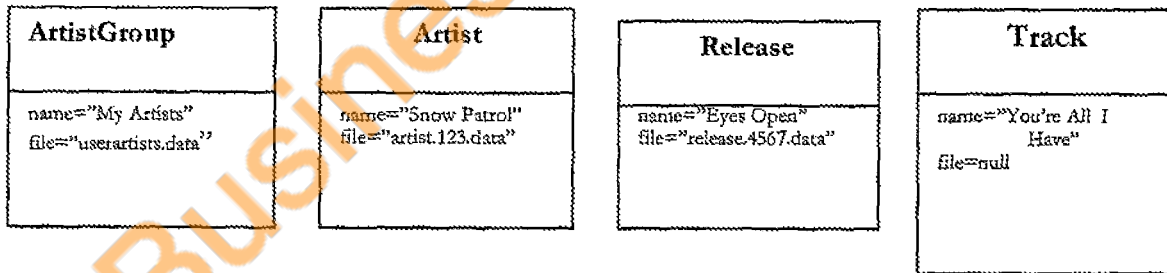 ArtistGroup
name="My Artists"
file="userartists.data"
Artist
name="Snow Patrol"
file="artist.123.data"
Release
name="Eyes Open"
file="release.4567.data"
Track
name="You're All I
Have"
file=null
Busine